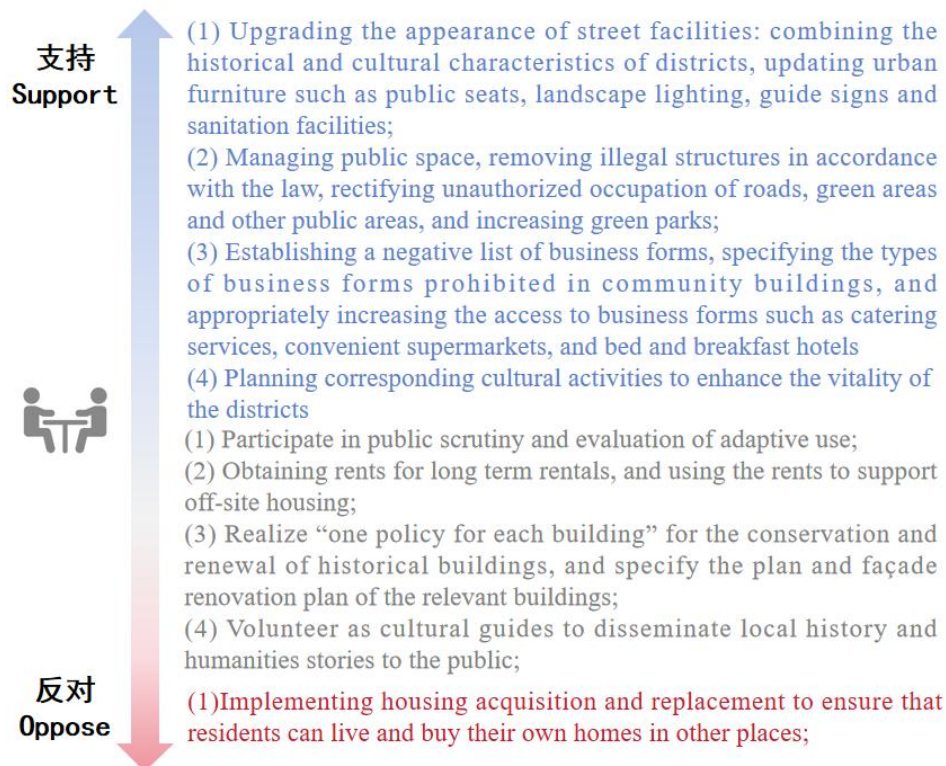 支持
Support
(1) Upgrading the appearance of street facilities: combining the
historical and cultural characteristics of districts, updating urban
furniture such as public seats, landscape lighting, guide signs and
sanitation facilities;
(2) Managing public space, removing illegal structures in accordance
with the law, rectifying unauthorized occupation of roads, green areas
and other public areas, and increasing green parks;
(3) Establishing a negative list of business forms, specifying the types
of business forms prohibited in community buildings, and
appropriately increasing the access to business forms such as catering
services, convenient supermarkets, and bed and breakfast hotels
(4) Planning corresponding cultural activities to enhance the vitality of
the districts
(1) Participate in public scrutiny and evaluation of adaptive use;
(2) Obtaining rents for long term rentals, and using the rents to support
off-site housing;
(3) Realize “one policy for each building” for the conservation and
renewal of historical buildings, and specify the plan and façade
renovation plan of the relevant buildings;
(4) Volunteer as cultural guides to disseminate local history and
humanities stories to the public;
反对
Oppose
(1)Implementing housing acquisition and replacement to ensure that
residents can live and buy their own homes in other places;